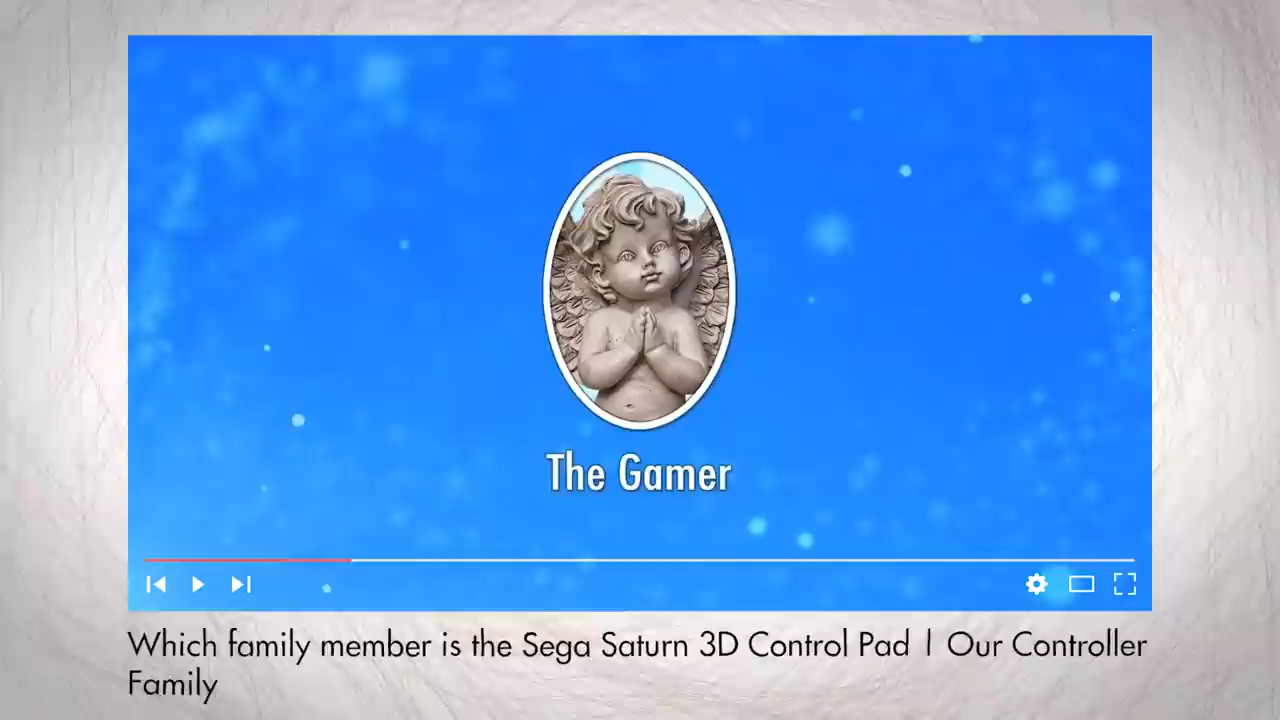 The Gamer
Which family member is the Sega Saturn 3D Control Pad | Our Controller
Family